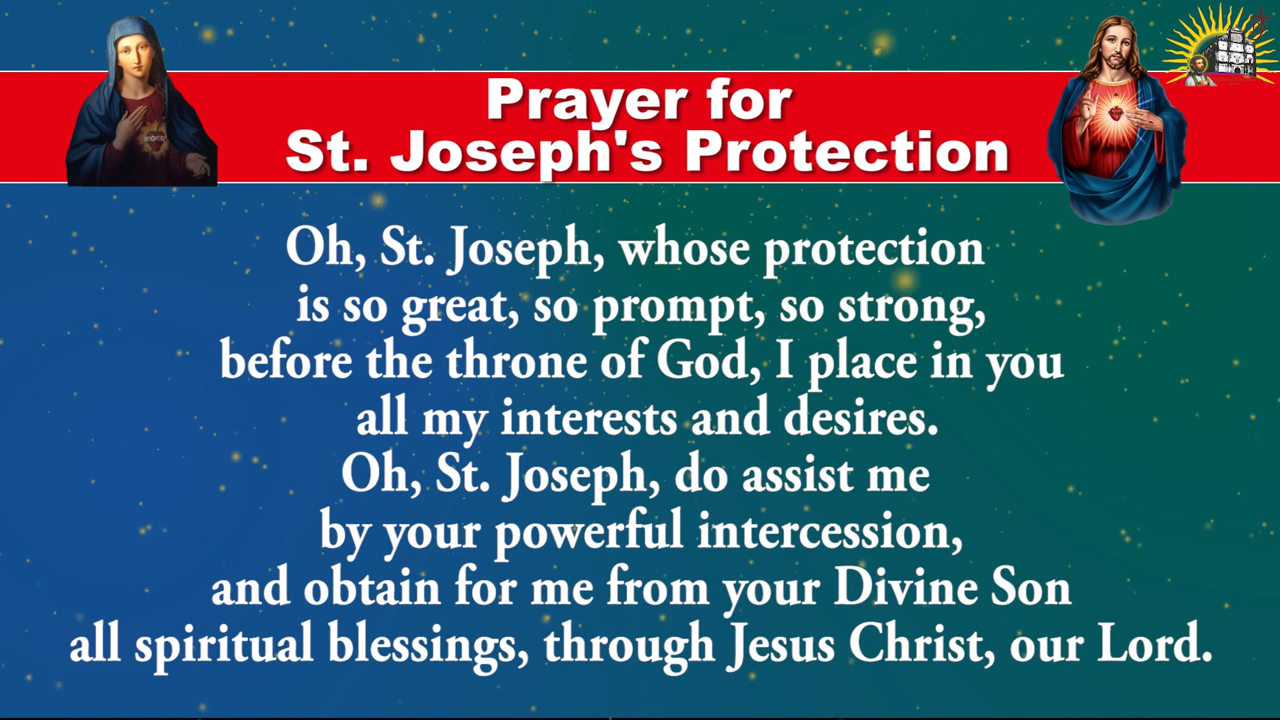 Prayer for
St. Joseph's Protection
Oh, St. Joseph, whose protection
is so great, so prompt, so strong,
before the throne of God, I place in you
all my interests and desires.
Oh, St. Joseph, do assist me
by your powerful intercession,
and obtain for me from your Divine Son
all spiritual blessings, through Jesus Christ, our Lord.